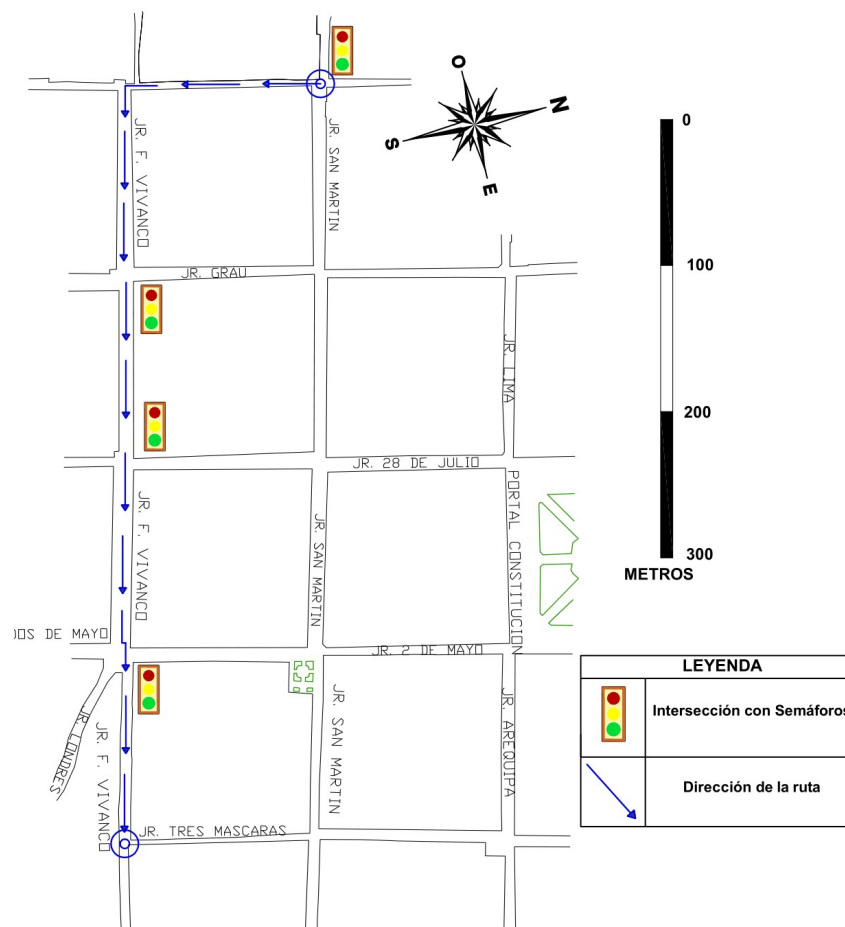 O
N
S
E
0
100
200
300
METROS
JR. F. VIVANCO
JR. SAN MARTIN
JR. GRAU
JR. LIMA
JR. 28 DE JULIO
JR. F. VIVANCO
JR. SAN MARTIN
PORTAL CONSTITUCION
DOS DE MAYO
JR. 2 DE MAYO
JR. LONDRES
JR. F. VIVANCO
JR. SAN MARTIN
JR. AREQUIPA
JR. TRES MASCARAS
LEYENDA
Intersección con Semáforos
Dirección de la ruta